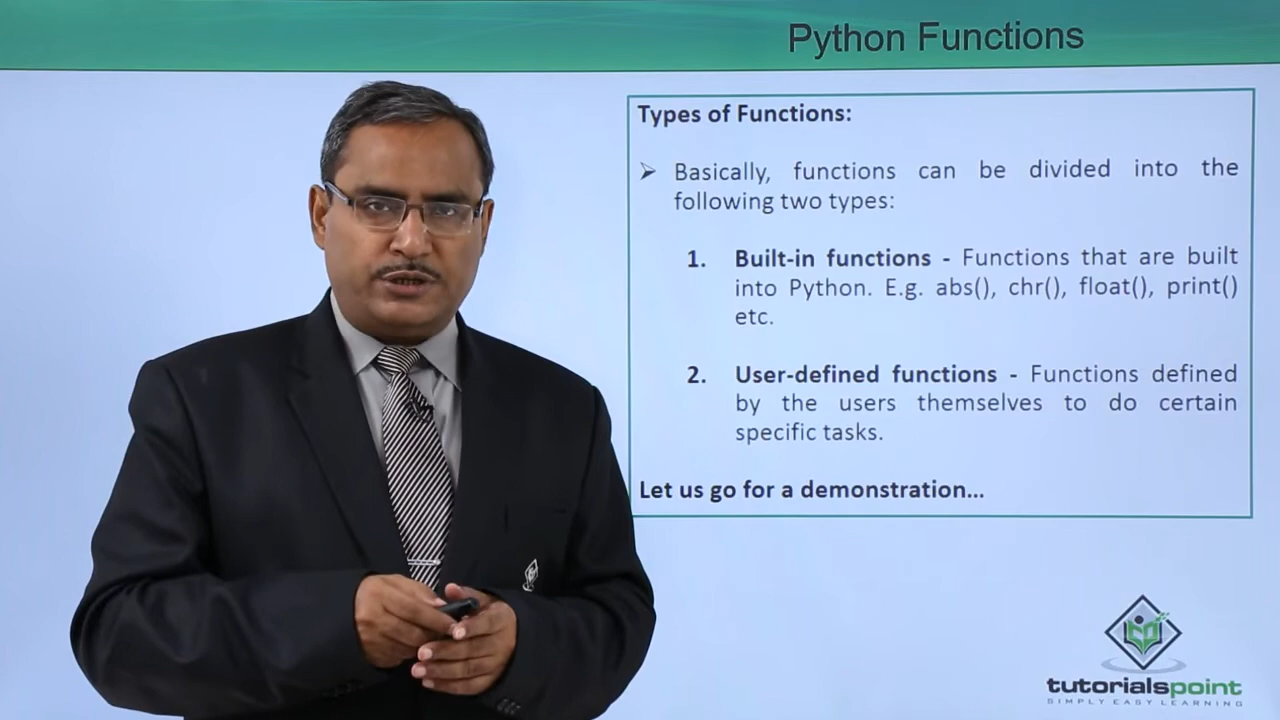 Python Functions
Types of Functions:
➢ Basically, functions can be divided into the
following two types:
1. Built-in functions - Functions that are built
into Python. E.g. abs(), chr(), float(), print()
etc.
2. User-defined functions - Functions defined
by the users themselves to do certain
specific tasks.
Let us go for a demonstration...
tutorialspoint
SIMPLY EASY LEARNING